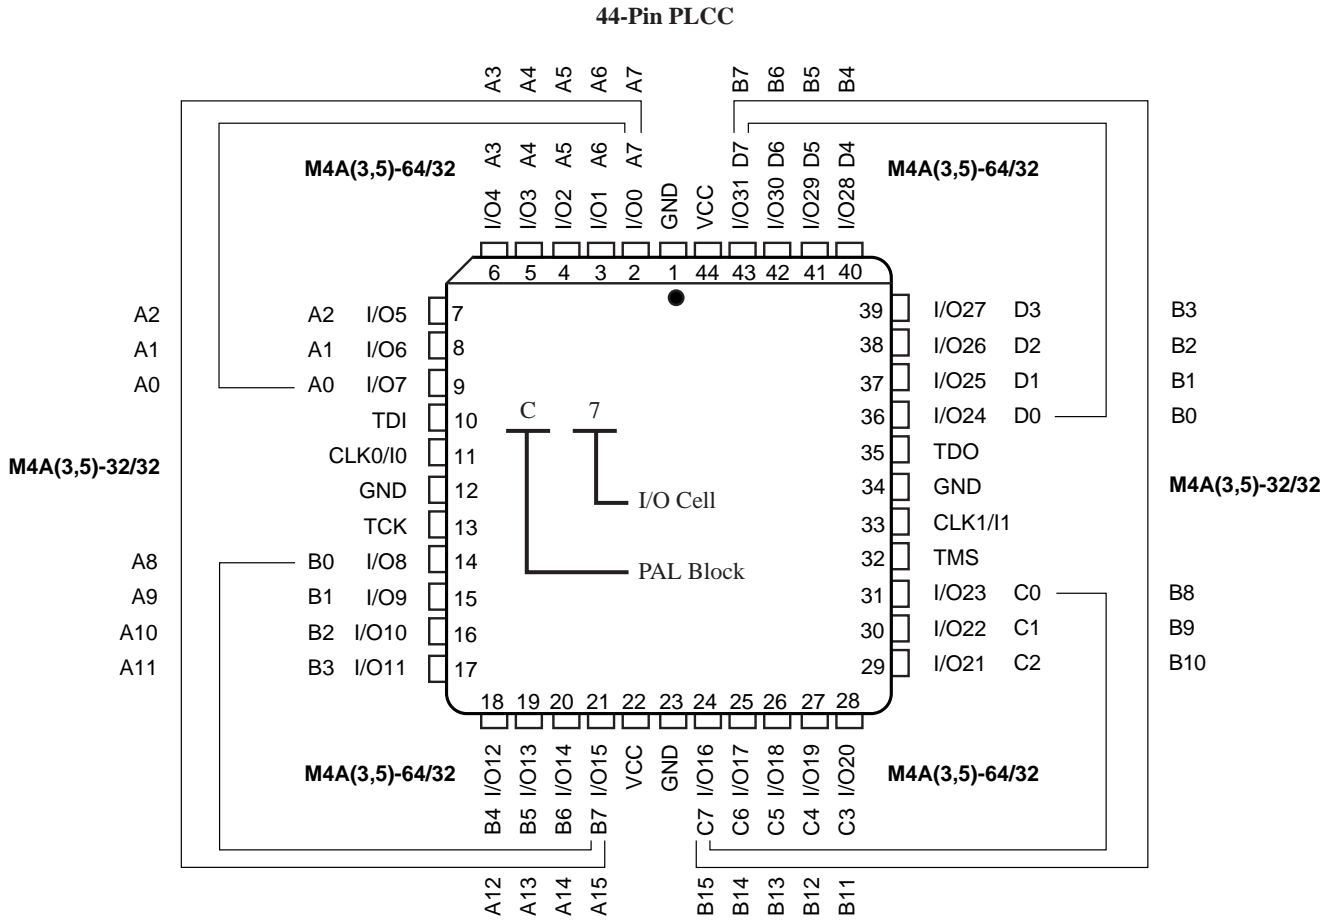 44-Pin PLCC
A3 A4 A5 A6 A7 B7 B6 B5 B4
M4A(3,5)-64/32 A3 A4 A5 A6 A7 D7 D6 D5 D4 M4A(3,5)-64/32
I/O4 I/O3 I/O2 I/O1 I/O0 GND VCC I/O31 I/O30 I/O29 I/O28
6 5 4 3 2 1 44 43 42 41 40
A2 A2 I/O5 7 39 I/O27 D3 B3
A1 A1 I/O6 8 38 I/O26 D2 B2
A0 A0 I/O7 9 37 I/O25 D1 B1
TDI 10 C 7 36 I/O24 D0 B0
CLK0/I0 11 35 TDO
M4A(3,5)-32/32 M4A(3,5)-32/32
GND 12 I/O Cell 34 GND
TCK 13 33 CLK1/I1
A8 B0 I/O8 14 PAL Block 32 TMS
A9 B1 I/O9 15 31 I/O23 C0 B8
A10 B2 I/O10 16 30 I/O22 C1 B9
A11 B3 I/O11 17 29 I/O21 C2 B10
18 19 20 21 22 23 24 25 26 27 28
M4A(3,5)-64/32 I/O12 I/O13 I/O14 I/O15 VCC GND I/O16 I/O17 I/O18 I/O19 I/O20 M4A(3,5)-64/32
B4 B5 B6 B7 C7 C6 C5 C4 C3
A12 A13 A14 A15 B15 B14 B13 B12 B11